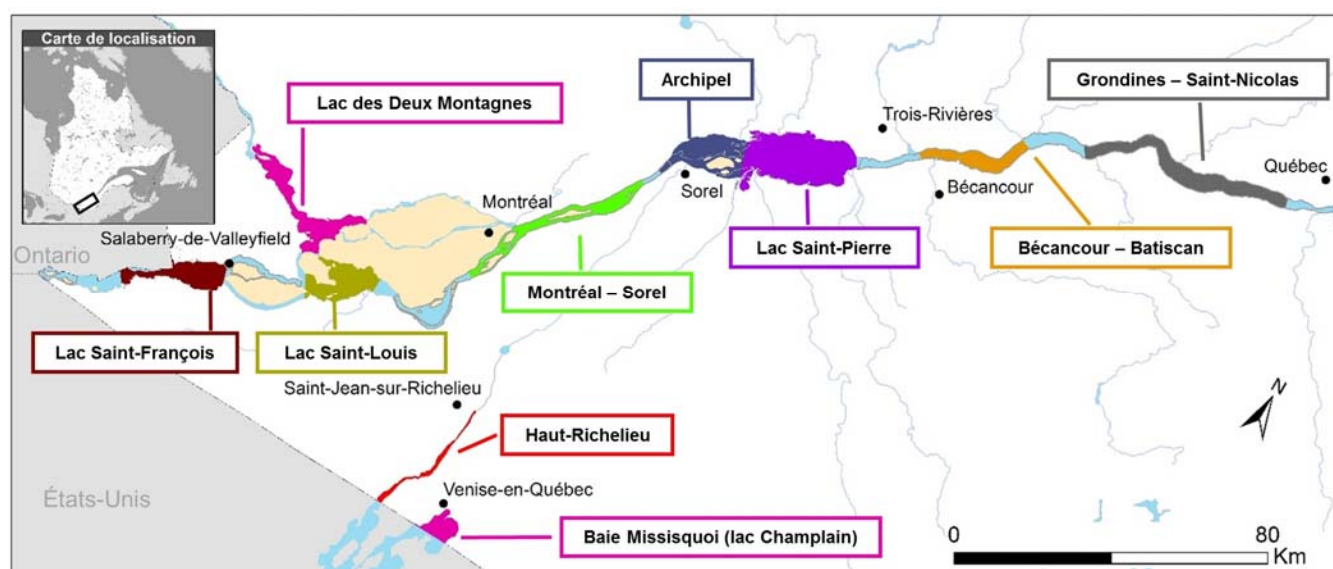 Carte de localisation
Lac des Deux Montagnes
Archipel
Grondines – Saint-Nicolas
Trois-Rivières
Québec
Sorel
Bécancour
Montréal
Salaberry-de-Valleyfield
Ontario
Lac Saint-Pierre
Bécancour – Batiscan
Montréal – Sorel
Lac Saint-François
Lac Saint-Louis
Saint-Jean-sur-Richelieu
N
Haut-Richelieu
États-Unis
Venise-en-Québec
Baie Missisquoi (lac Champlain)
0 80
Km